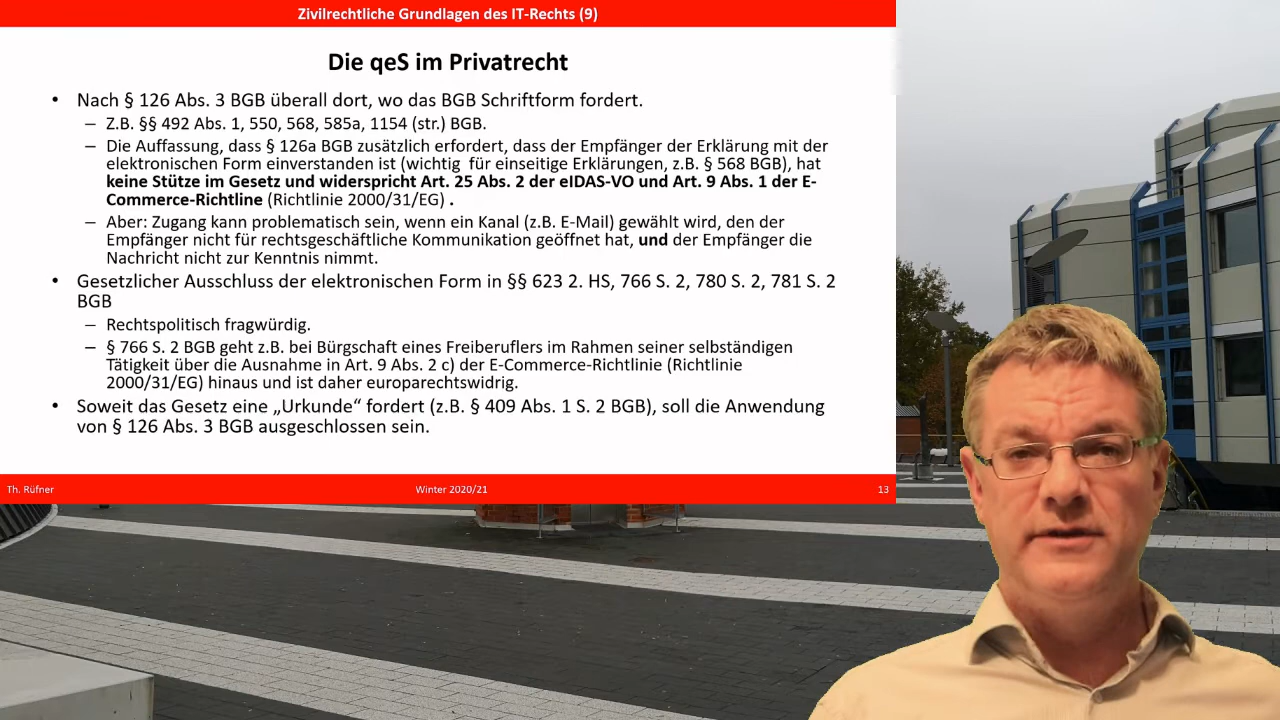 Zivilrechtliche Grundlagen des IT-Rechts (9)
Die qeS im Privatrecht
• Nach § 126 Abs. 3 BGB überall dort, wo das BGB Schriftform fordert.
– Z.B. §§ 492 Abs. 1, 550, 568, 585a, 1154 (str.) BGB.
– Die Auffassung, dass § 126a BGB zusätzlich erfordert, dass der Empfänger der Erklärung mit der
elektronischen Form einverstanden ist (wichtig für einseitige Erklärungen, z.B. § 568 BGB), hat
keine Stütze im Gesetz und widerspricht Art. 25 Abs. 2 der eIDAS-VO und Art. 9 Abs. 1 der E-
Commerce-Richtline (Richtlinie 2000/31/EG) .
– Aber: Zugang kann problematisch sein, wenn ein Kanal (z.B. E-Mail) gewählt wird, den der
Empfänger nicht für rechtsgeschäftliche Kommunikation geöffnet hat, und der Empfänger die
Nachricht nicht zur Kenntnis nimmt.
• Gesetzlicher Ausschluss der elektronischen Form in §§ 623 2. HS, 766 S. 2, 780 S. 2, 781 S. 2
BGB
– Rechtspolitisch fragwürdig.
– § 766 S. 2 BGB geht z.B. bei Bürgschaft eines Freiberuflers im Rahmen seiner selbständigen
Tätigkeit über die Ausnahme in Art. 9 Abs. 2 c) der E-Commerce-Richtlinie (Richtlinie
2000/31/EG) hinaus und ist daher europarechtswidrig.
• Soweit das Gesetz eine „Urkunde“ fordert (z.B. § 409 Abs. 1 S. 2 BGB), soll die Anwendung
von § 126 Abs. 3 BGB ausgeschlossen sein.
Th. Rüfner
Winter 2020/21
13